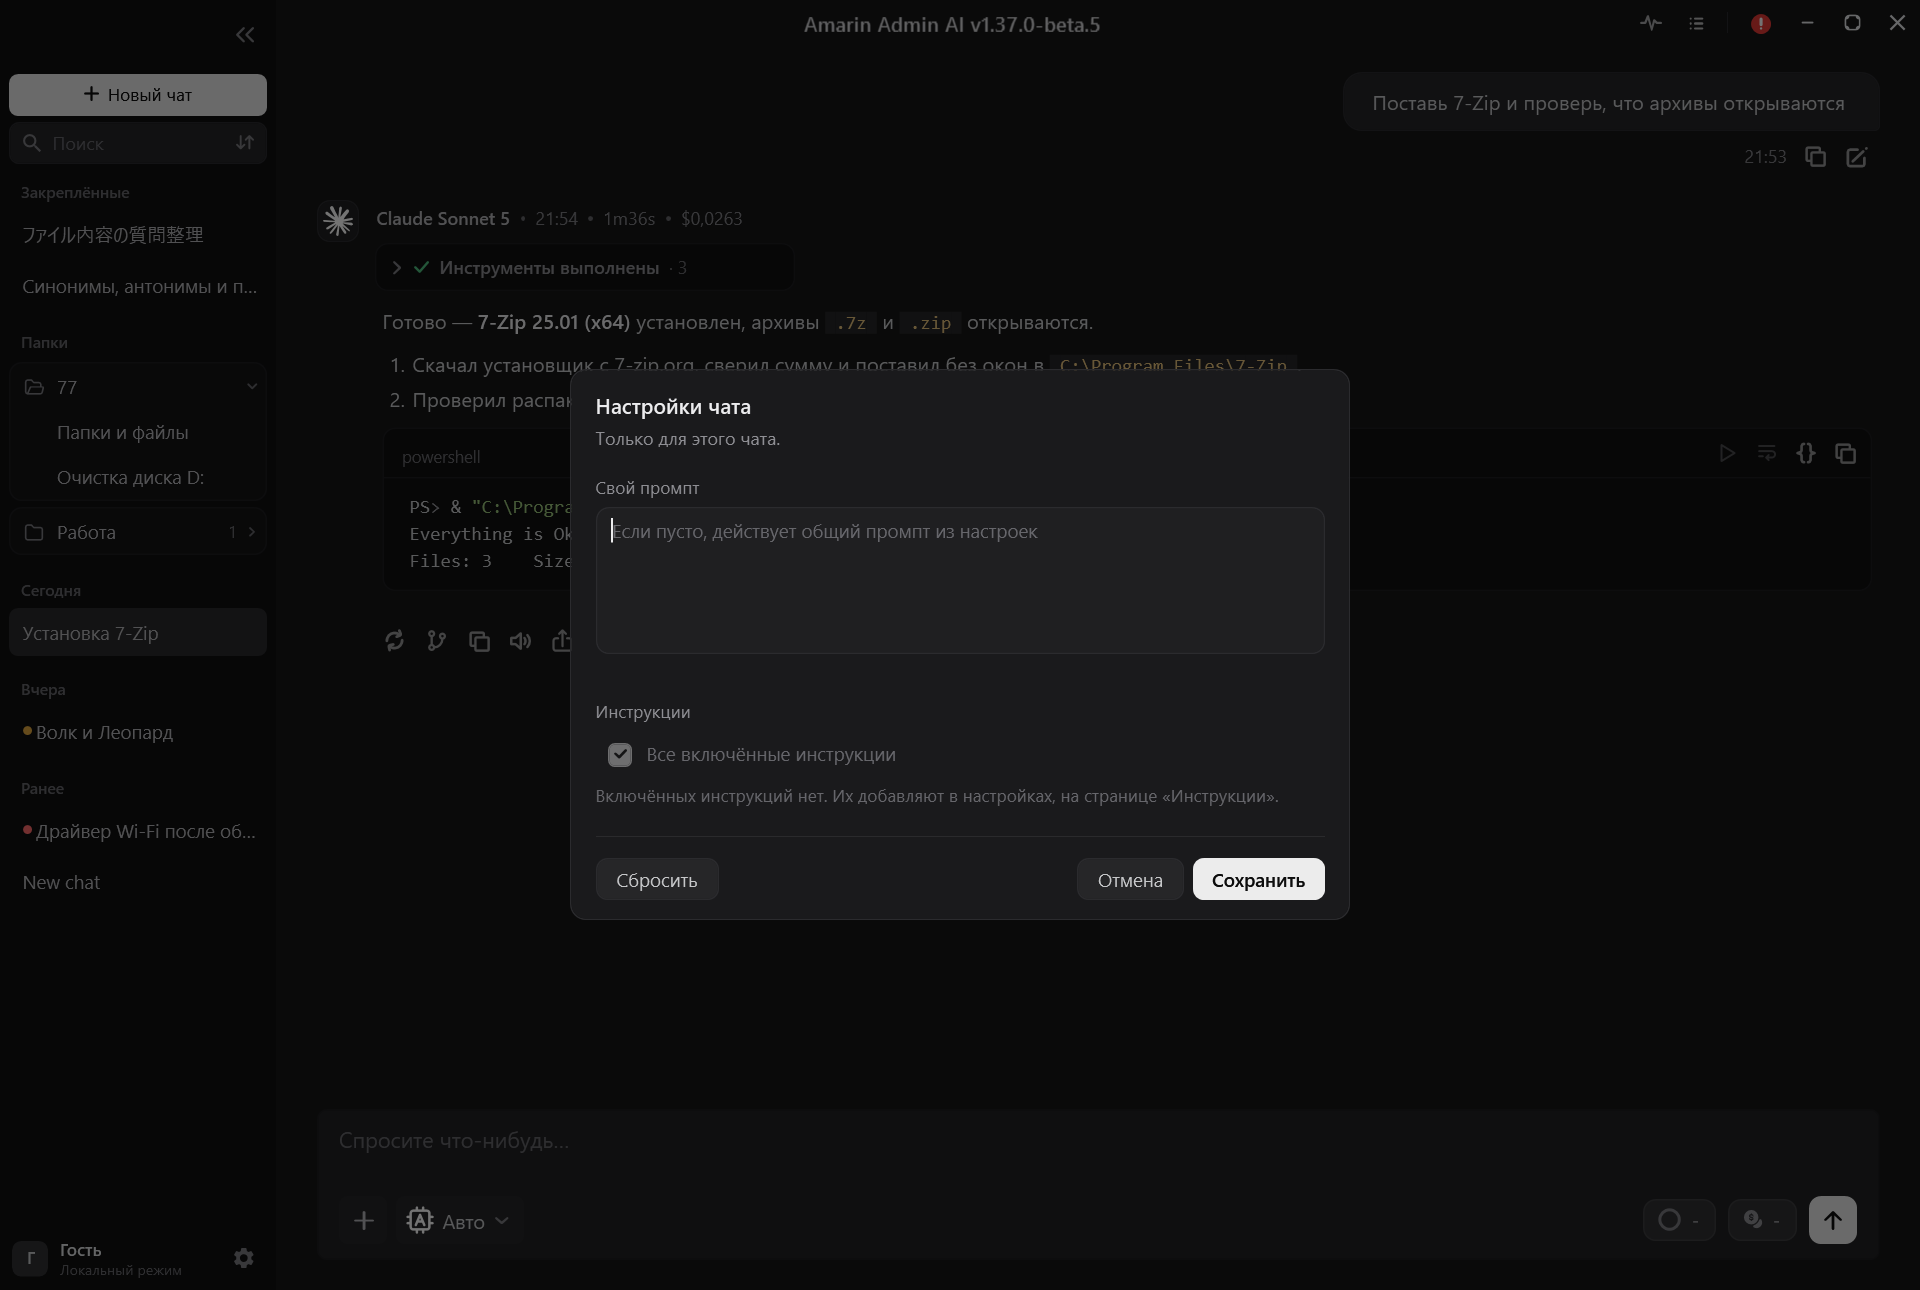 Amarin Admin AI v1.37.0-beta.5
Новый чат
Поиск
Закреплённые
ファイル内容の質問整理
Синонимы, антонимы и п...
Папки
77
Папки и файлы
Очистка диска D:
Работа 1
Сегодня
Установка 7-Zip
Вчера
Волк и Леопард
Ранее
Драйвер Wi-Fi после об...
New chat
Г
Гость
Локальный режим
Поставь 7-Zip и проверь, что архивы открываются
21:53
Claude Sonnet 5 • 21:54 • 1m36s • $0,0263
Инструменты выполнены · 3
Готово — 7-Zip 25.01 (x64) установлен, архивы .7z и .zip открываются.
1. Скачал установщик с 7-zip.org, сверил сумму и поставил без окон в C:\Program Files\7-Zip
2. Проверил распак
powershell
PS> & "C:\Progra
Everything is Ok
Files: 3 Size
Настройки чата
Только для этого чата.
Свой промпт
Если пусто, действует общий промпт из настроек
Инструкции
Все включённые инструкции
Включённых инструкций нет. Их добавляют в настройках, на странице «Инструкции».
Сбросить
Отмена
Сохранить
Спросите что-нибудь...
Авто
-
-